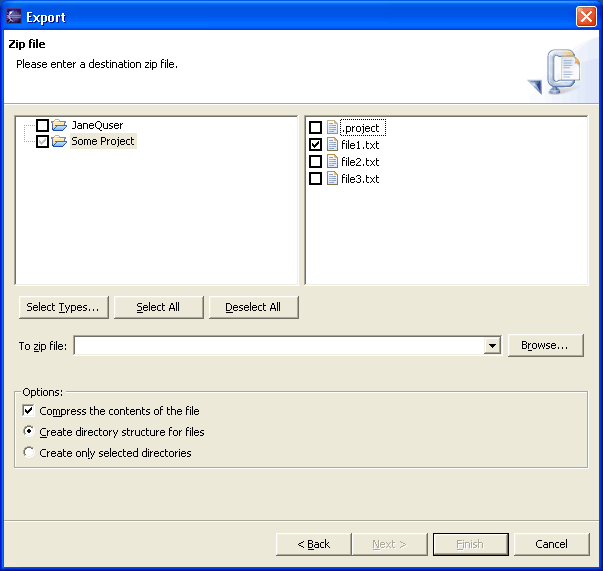 Export
Zip file
Please enter a destination zip file.
JaneQuser
Some Project
.project
file1.txt
file2.txt
file3.txt
Select Types...
Select All
Deselect All
To zip file:
Browse...
Options:
Compress the contents of the file
Create directory structure for files
Create only selected directories
< Back
Next >
Finish
Cancel